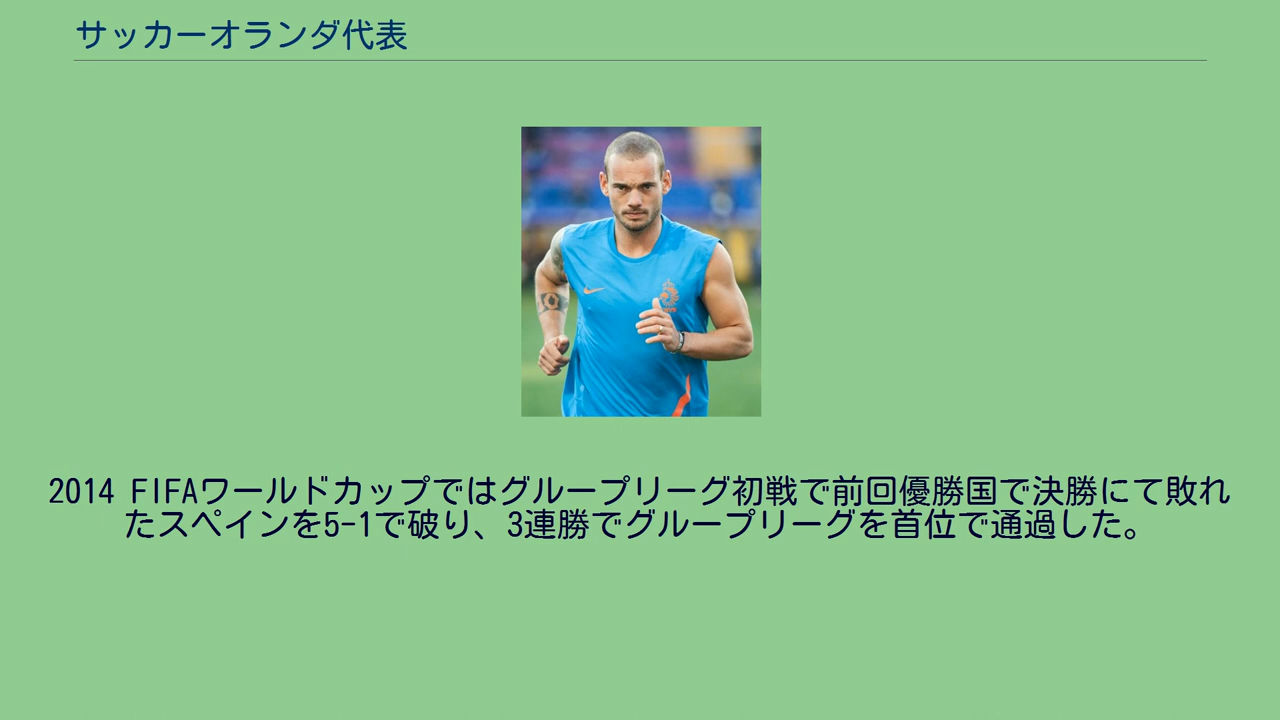 サッカーオランダ代表
2014 FIFAワールドカップではグループリーグ初戦で前回優勝国で決勝にて敗れ
たスペインを5-1で破り、3連勝でグループリーグを首位で通過した。